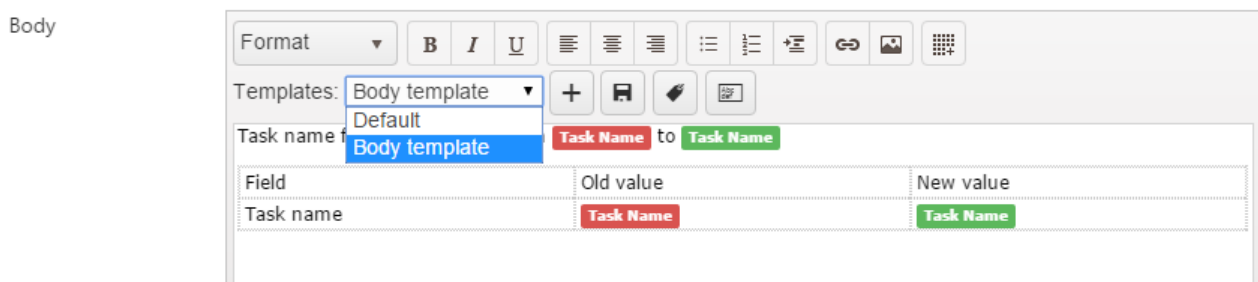 Body
Format
B I U
Templates: Body template
Default
Body template
Task name f Task Name to Task Name
Field Old value New value
Task name Task Name Task Name